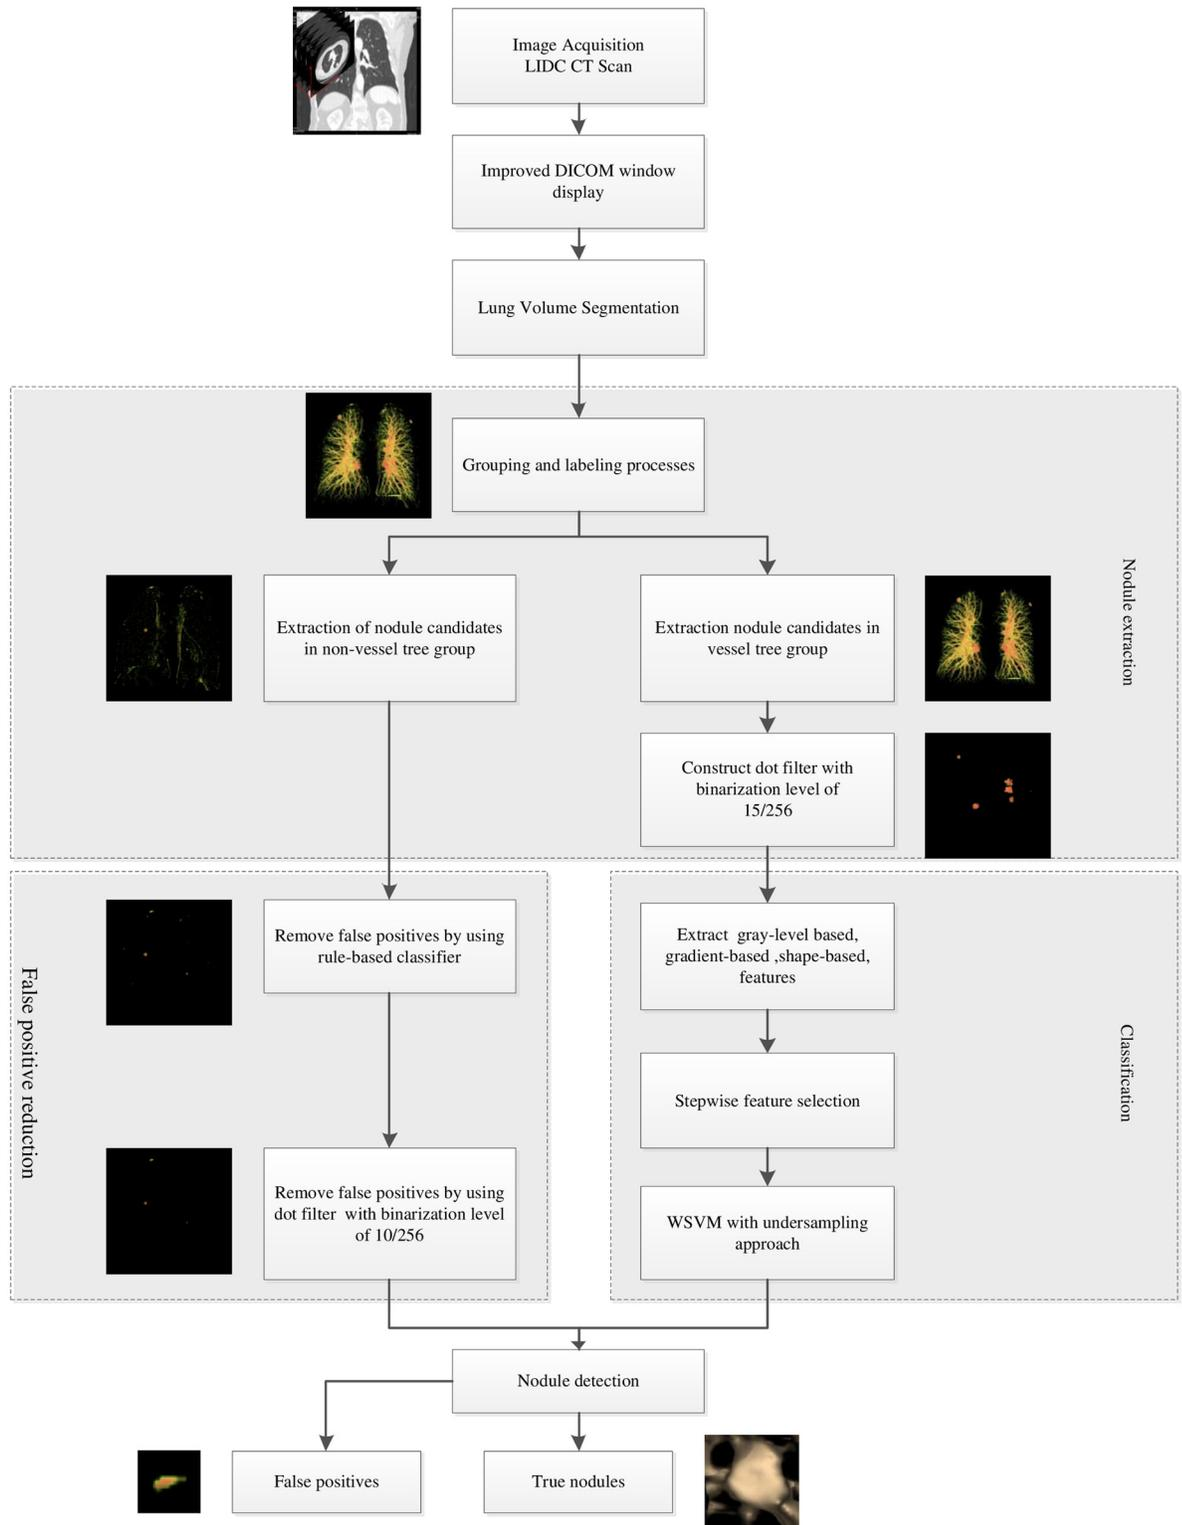 Image Acquisition
LIDC CT Scan
Improved DICOM window
display
Lung Volume Segmentation
Grouping and labeling processes
Extraction of nodule candidates
in non-vessel tree group
Extraction nodule candidates in
vessel tree group
Nodule extraction
Construct dot filter with
binarization level of
15/256
Remove false positives by using
rule-based classifier
Extract gray-level based,
gradient-based ,shape-based,
features
False positive reduction
Classification
Stepwise feature selection
Remove false positives by using
dot filter with binarization level
of 10/256
WSVM with undersampling
approach
Nodule detection
False positives
True nodules